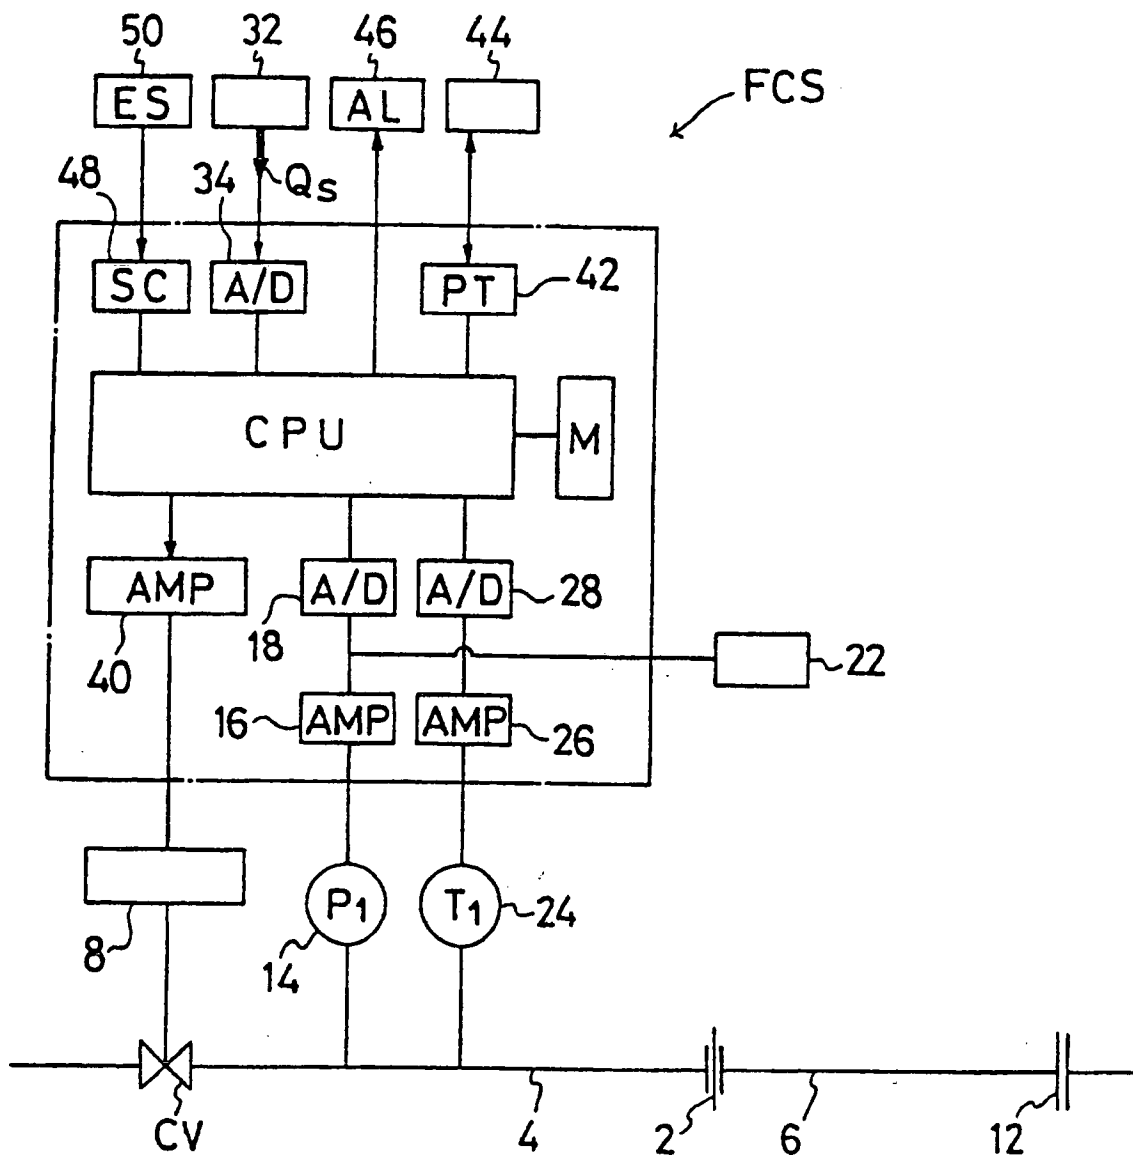 50 32 46 44
FCS
ES AL
48 34 Qs
SC A/D PT 42
CPU M
AMP A/D A/D 28
40 18 22
16 AMP AMP 26
P1 T1 24
8 14
CV 4 2 6 12